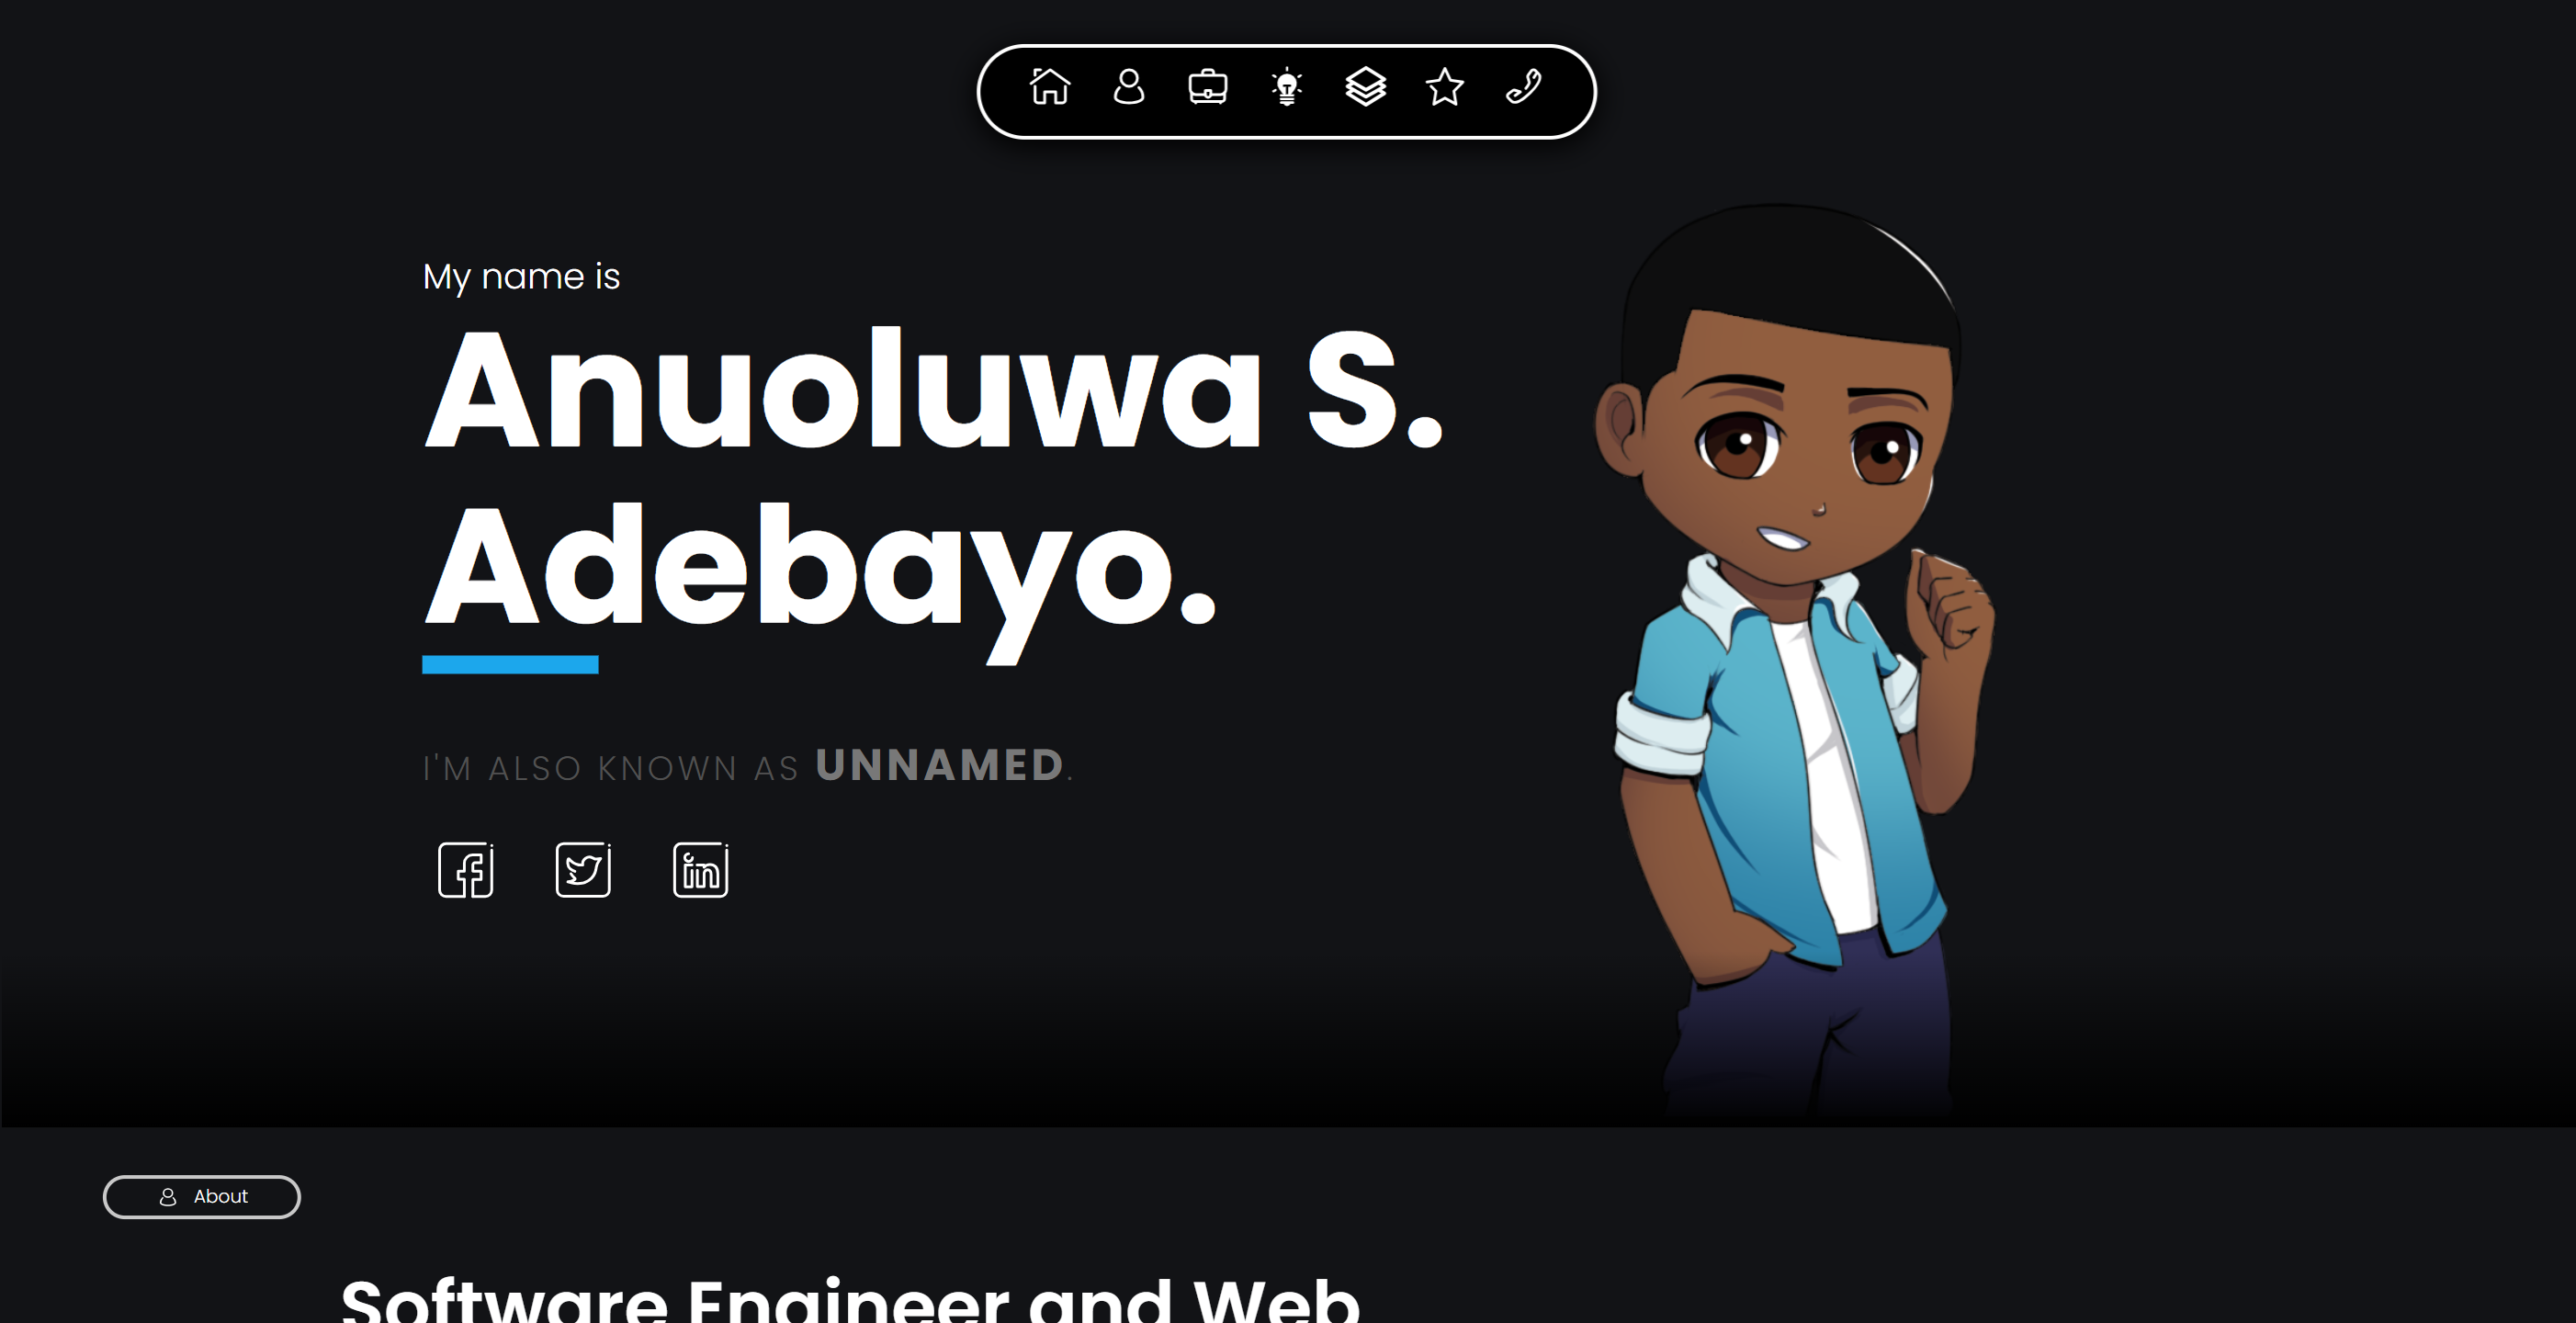 My name is
Anuoluwa S.
Adebayo.
I'M ALSO KNOWN AS UNNAMED.
About
Software Engineer and Web